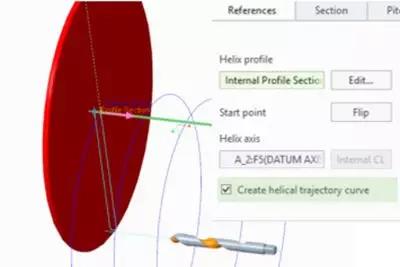 References
Section
Pitc
Helix profile
Internal Profile Sectio
Edit...
Profile Section
Start point
Flip
Helix axis
A_2:F5(DATUM AXI
Internal CL
Create helical trajectory curve